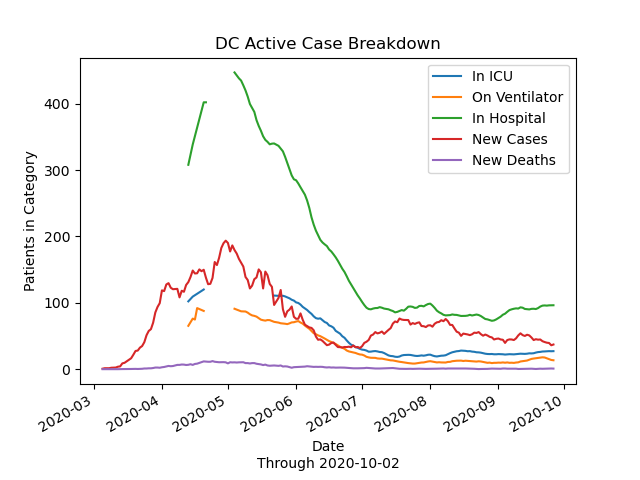 DC Active Case Breakdown
In ICU
On Ventilator
In Hospital
New Cases
New Deaths
Patients in Category
400
300
200
100
0
2020-03
2020-04
2020-05
2020-06
2020-07
2020-08
2020-09
2020-10
Date
Through 2020-10-02